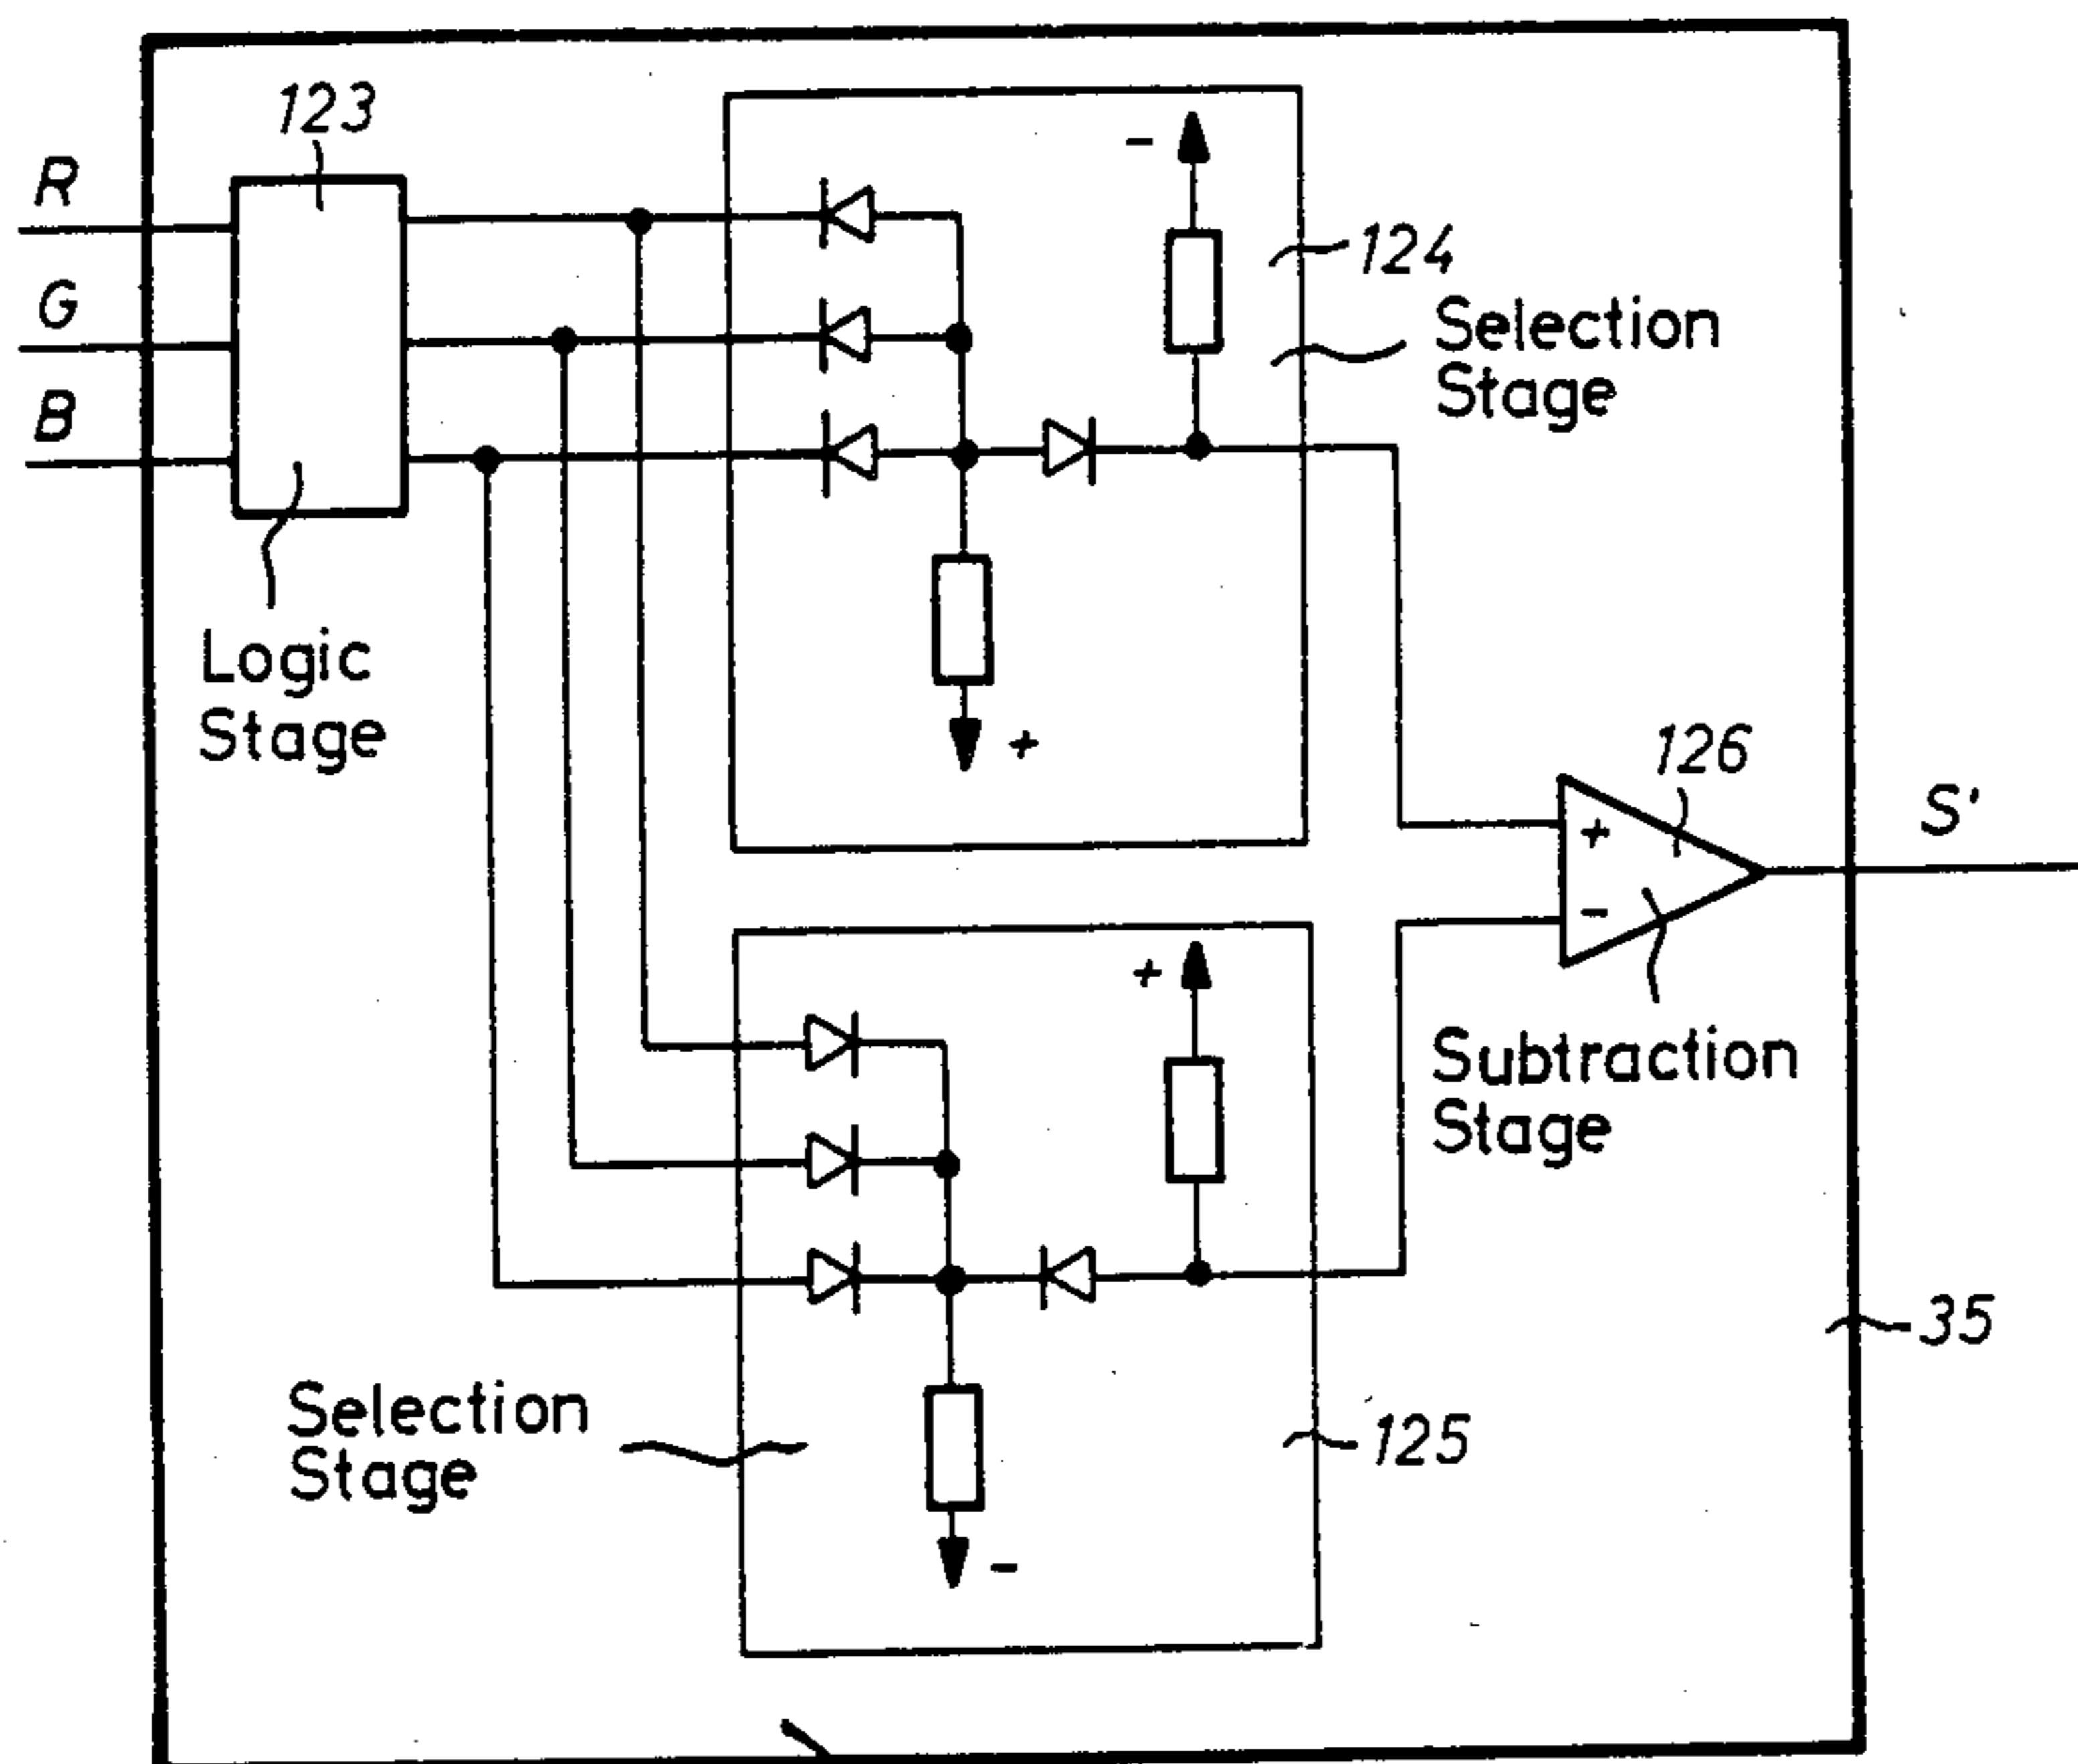 123
R
G
B
Logic
Stage
-
124
Selection
Stage
+
126
+
-
S'
Subtraction
Stage
+
35
Selection
Stage
125
-